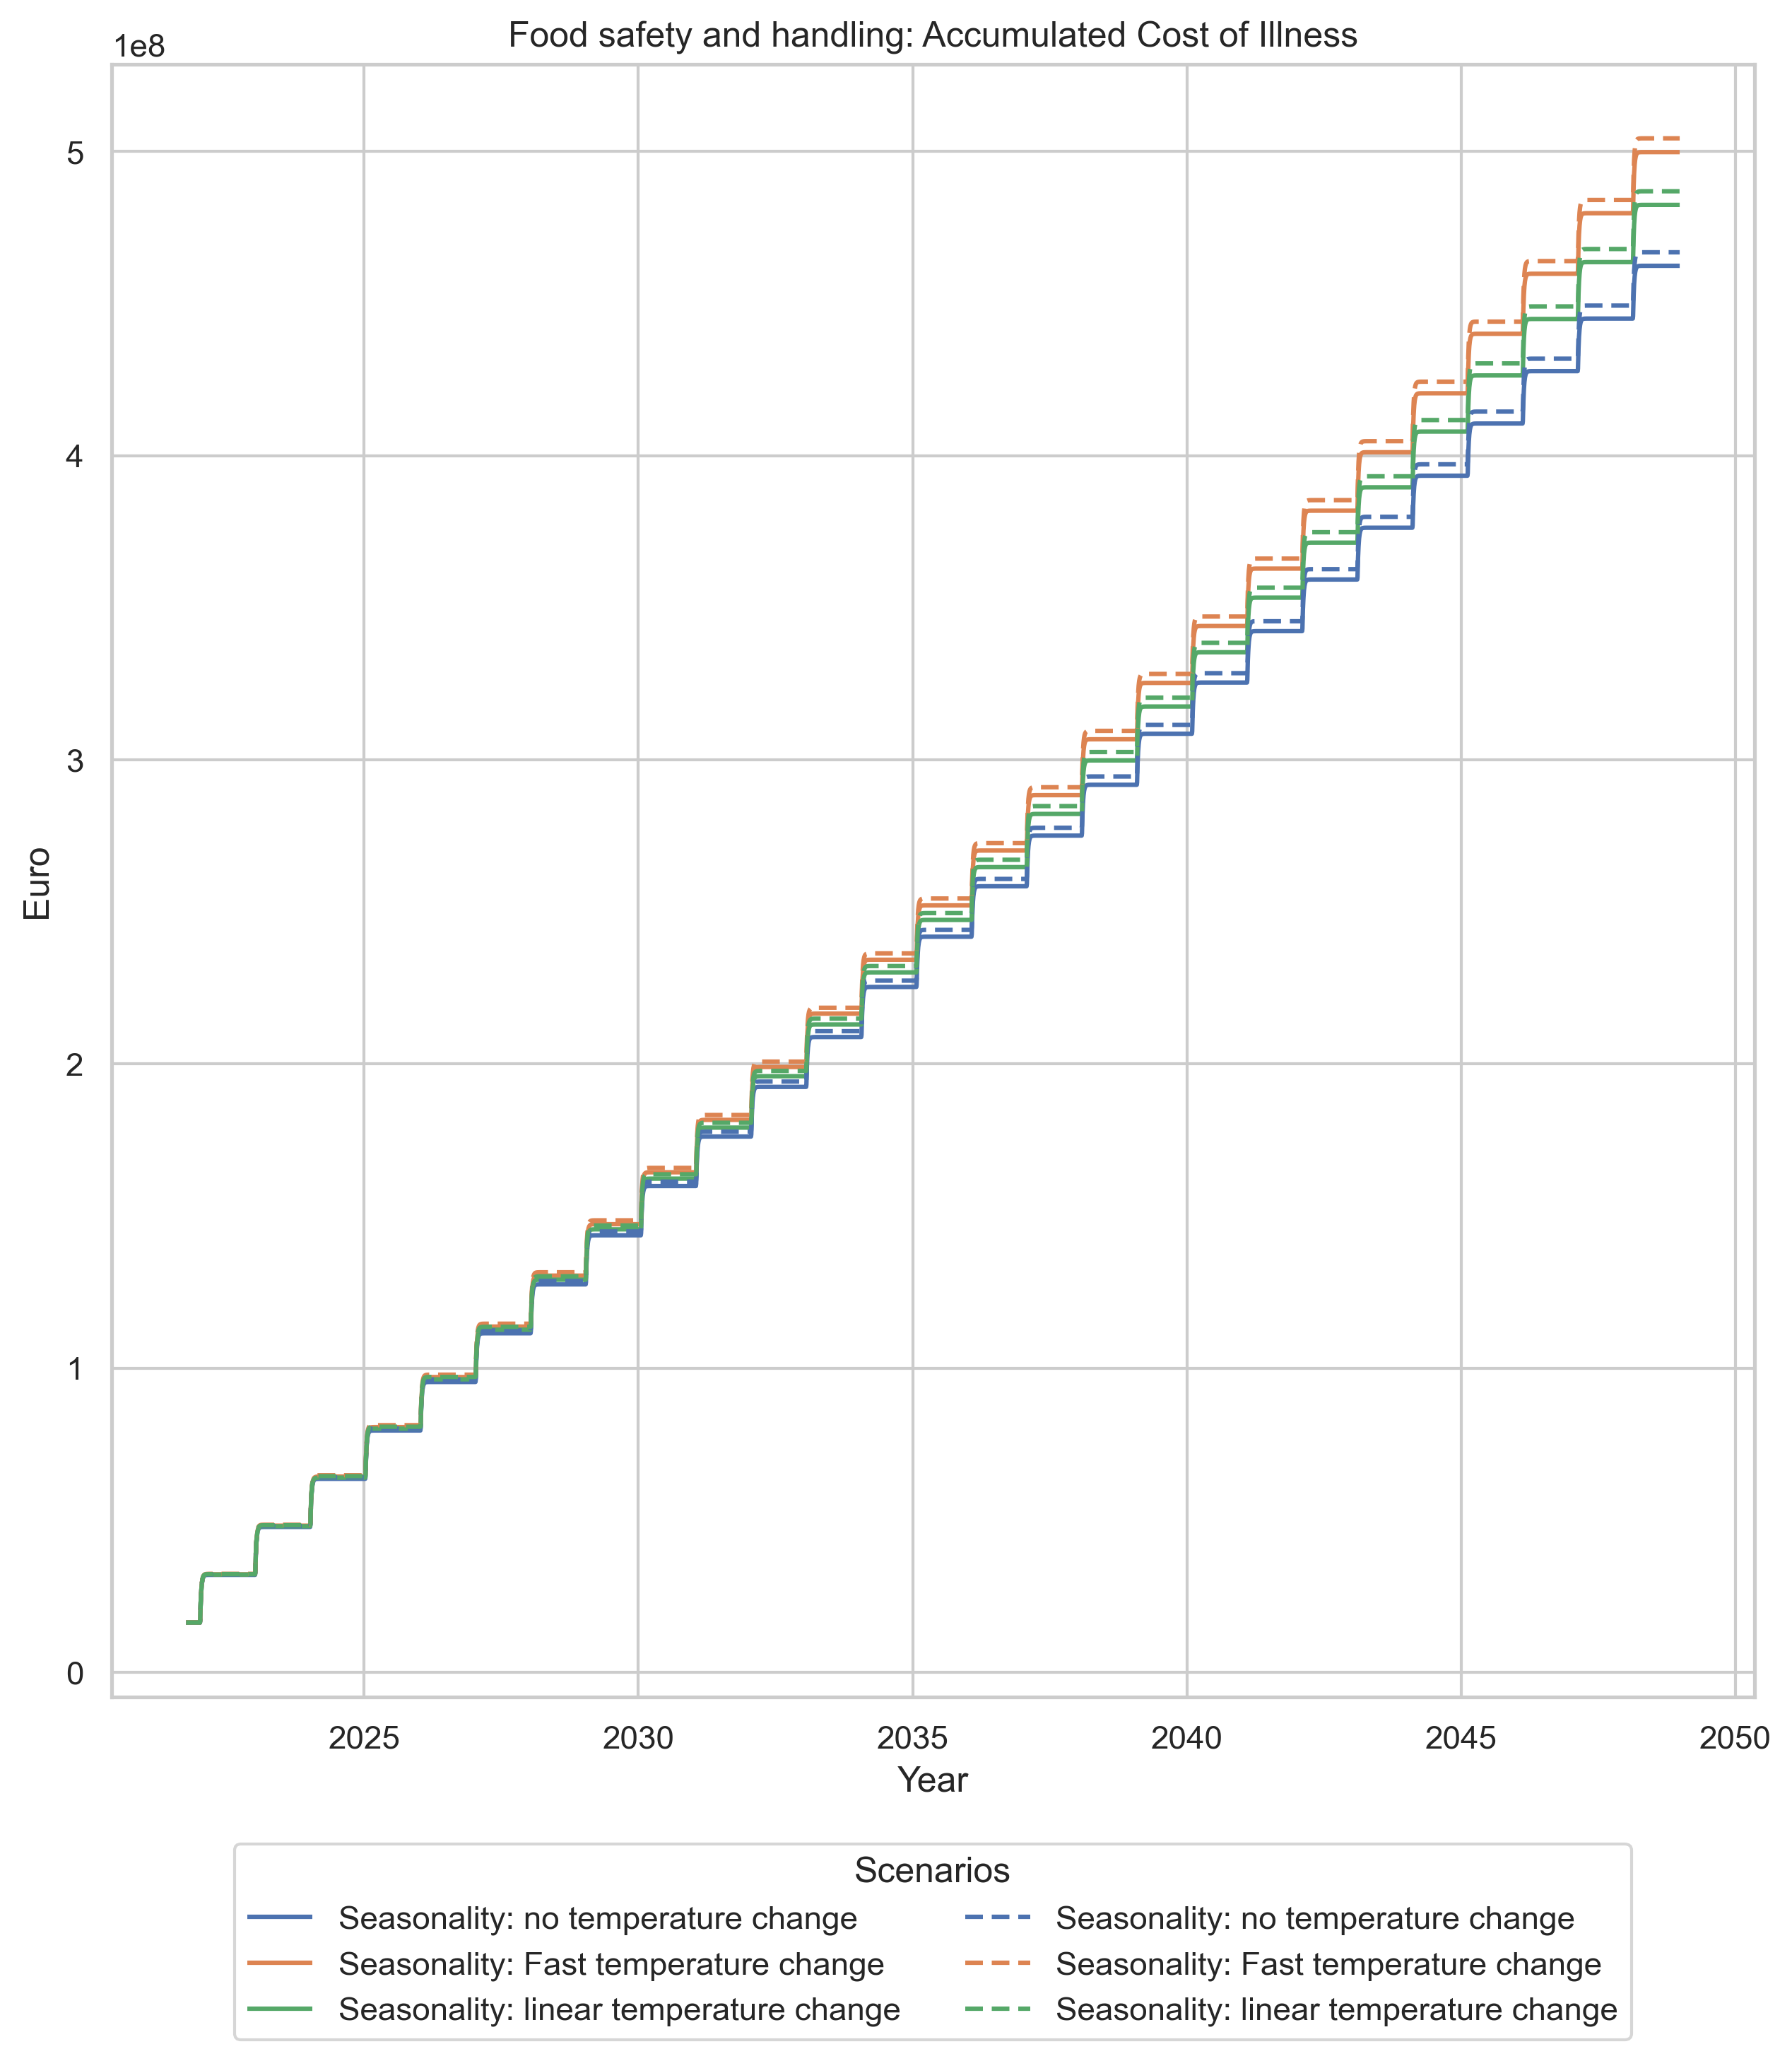 Food safety and handling: Accumulated Cost of Illness
1e8
5
4
3
2
1
0
Euro
2025 2030 2035 2040 2045 2050
Year
Scenarios
Seasonality: no temperature change Seasonality: no temperature change
Seasonality: Fast temperature change Seasonality: Fast temperature change
Seasonality: linear temperature change Seasonality: linear temperature change